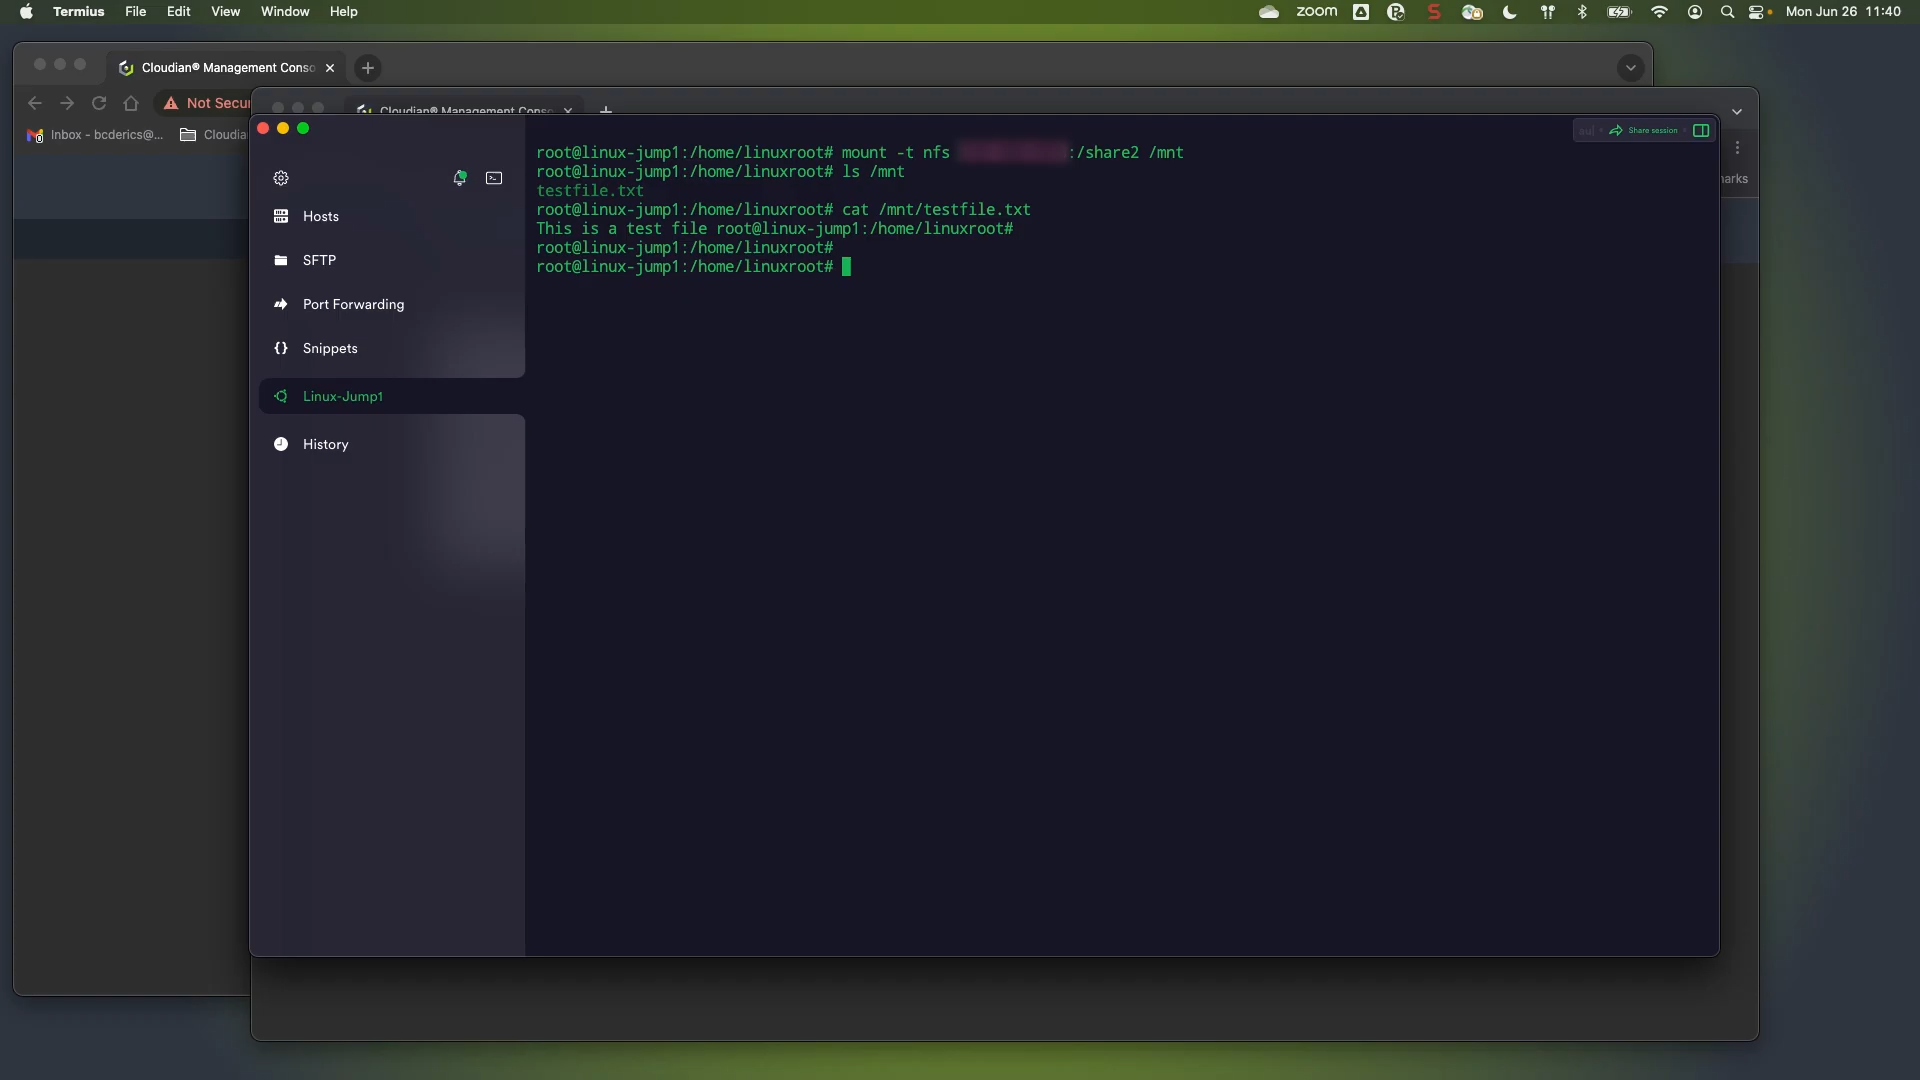 Termius File Edit View Window Help zoom Mon Jun 26 11:40
Cloudian® Management Conso
Not Secu
Cloudian® Management Conso
Inbox - bcderics@... Cloudia
Share session
root@linux-jump1:/home/linuxroot# mount -t nfs :/share2 /mnt
root@linux-jump1:/home/linuxroot# ls /mnt
testfile.txt
root@linux-jump1:/home/linuxroot# cat /mnt/testfile.txt
This is a test file root@linux-jump1:/home/linuxroot#
root@linux-jump1:/home/linuxroot#
root@linux-jump1:/home/linuxroot#
Hosts
SFTP
Port Forwarding
Snippets
Linux-Jump1
History
narks